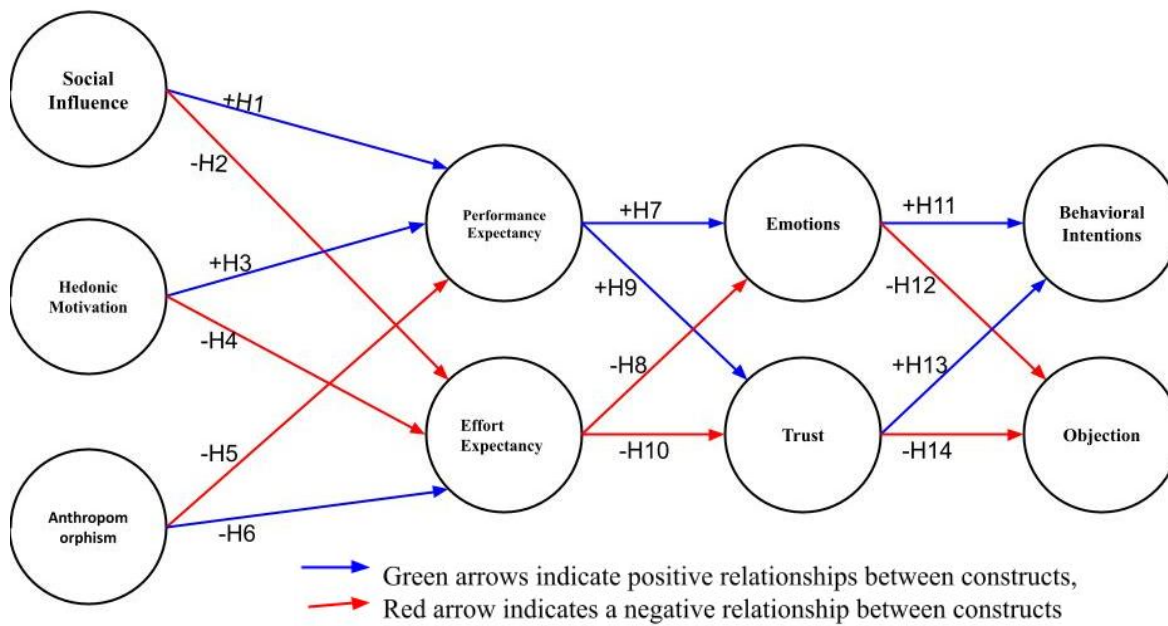 Social
Influence
+H1
-H2
Performance
Expectancy
+H7
Emotions
+H11
Behavioral
Intentions
Hedonic
Motivation
+H3
-H4
+H9
-H12
-H8
+H13
Effort
Expectancy
-H10
Trust
-H14
Objection
-H5
Anthropom
orphism
-H6
Green arrows indicate positive relationships between constructs,
Red arrow indicates a negative relationship between constructs